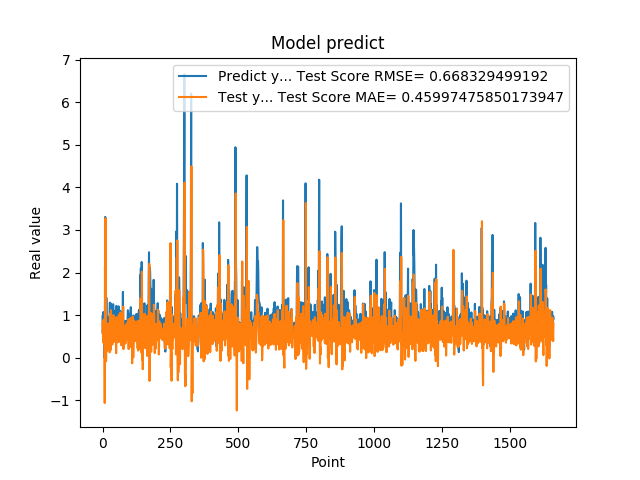 Model predict
Predict y... Test Score RMSE= 0.668329499192
Test y... Test Score MAE= 0.45997475850173947
7
6
5
4
3
2
1
0
−1
Real value
0 250 500 750 1000 1250 1500
Point